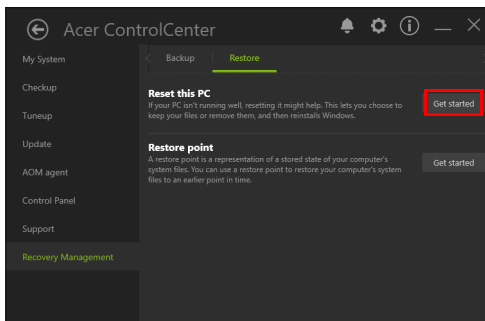 Acer ControlCenter
My System
Checkup
Tuneup
Update
AOM agent
Control Panel
Support
Recovery Management
Backup
Restore
Reset this PC
If your PC isn't running well, resetting it might help. This lets you choose to
keep your files or remove them, and then reinstalls Windows.
Get started
Restore point
A restore point is a representation of a stored state of your computer's
system files. You can use a restore point to restore your computer's system
files to an earlier point in time.
Get started